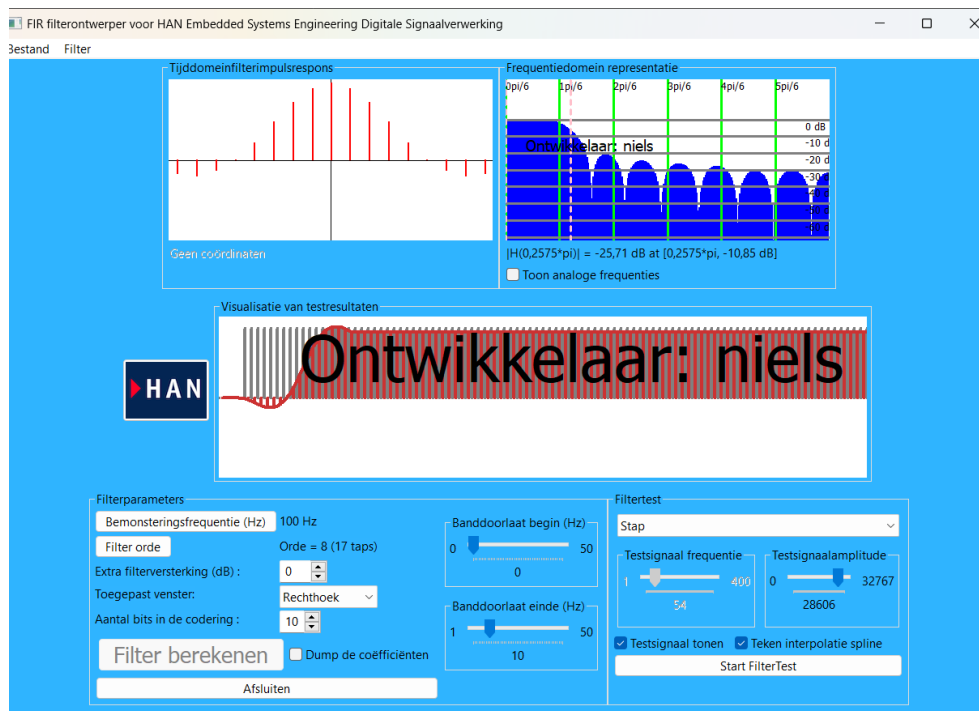 FIR filterontwerper voor HAN Embedded Systems Engineering Digitale Signaalverwerking
Bestand Filter
Tijddomeinfilterimpulsrespons
Geen coördinaten
Frequentiedomein representatie
0pi/6 1pi/6 2pi/6 3pi/6 4pi/6 5pi/6
0 dB
-10 d
Ontwikkelaar: niels
-20 d
-30
|H(0,2575*pi)| = -25,71 dB at [0,2575*pi, -10,85 dB]
Toon analoge frequenties
Visualisatie van testresultaten
Ontwikkelaar: niels
HAN
Filterparameters
Bemonsteringsfrequentie (Hz) 100 Hz
Filter orde Orde = 8 (17 taps)
Extra filterversterking (dB) : 0
Toegepast venster: Rechthoek
Aantal bits in de codering : 10
Filter berekenen Dump de coëfficiënten
Afsluiten
Banddoorlaat begin (Hz)
0 50
0
Banddoorlaat einde (Hz)
1 50
10
Filtertest
Stap
Testsignaal frequentie
1 400
54
Testsignaalamplitude
0 32767
28606
Testsignaal tonen Teken interpolatie spline
Start FilterTest